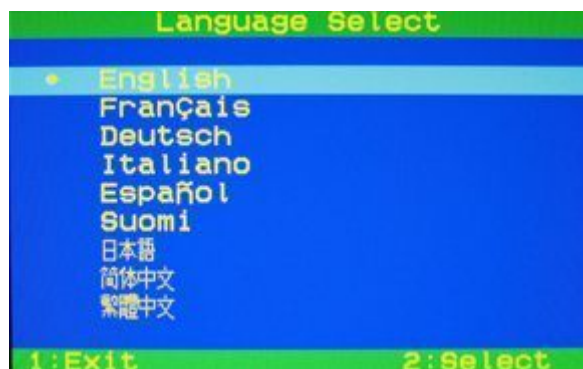 Language Select
English
FranÇais
Deutsch
Italiano
Español
Suomi
日本語
简体中文
繁體中文
1:Exit 2:Select